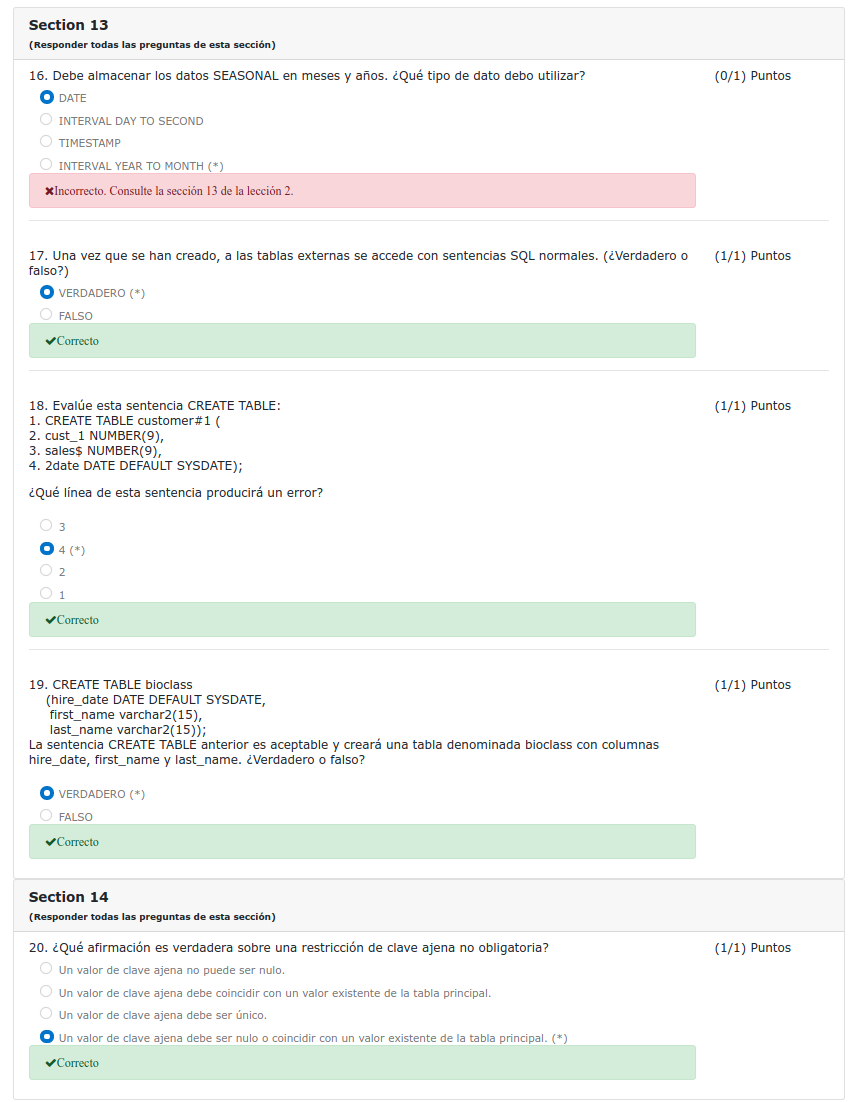 Section 13
(Responder todas las preguntas de esta sección)
16. Debe almacenar los datos SEASONAL en meses y años. ¿Qué tipo de dato debo utilizar?
(0/1) Puntos
DATE
INTERVAL DAY TO SECOND
TIMESTAMP
INTERVAL YEAR TO MONTH (*)
✖Incorrecto. Consulte la sección 13 de la lección 2.
17. Una vez que se han creado, a las tablas externas se accede con sentencias SQL normales. (¿Verdadero o
falso?)
(1/1) Puntos
VERDADERO (*)
FALSO
✔Correcto
18. Evalúe esta sentencia CREATE TABLE:
(1/1) Puntos
1. CREATE TABLE customer#1 (
2. cust_1 NUMBER(9),
3. sales$ NUMBER(9),
4. 2date DATE DEFAULT SYSDATE);
¿Qué línea de esta sentencia producirá un error?
3
4 (*)
2
1
✔Correcto
19. CREATE TABLE bioclass
(1/1) Puntos
(hire_date DATE DEFAULT SYSDATE,
first_name varchar2(15),
last_name varchar2(15));
La sentencia CREATE TABLE anterior es aceptable y creará una tabla denominada bioclass con columnas
hire_date, first_name y last_name. ¿Verdadero o falso?
VERDADERO (*)
FALSO
✔Correcto
Section 14
(Responder todas las preguntas de esta sección)
20. ¿Qué afirmación es verdadera sobre una restricción de clave ajena no obligatoria?
(1/1) Puntos
Un valor de clave ajena no puede ser nulo.
Un valor de clave ajena debe coincidir con un valor existente de la tabla principal.
Un valor de clave ajena debe ser único.
Un valor de clave ajena debe ser nulo o coincidir con un valor existente de la tabla principal. (*)
✔Correcto